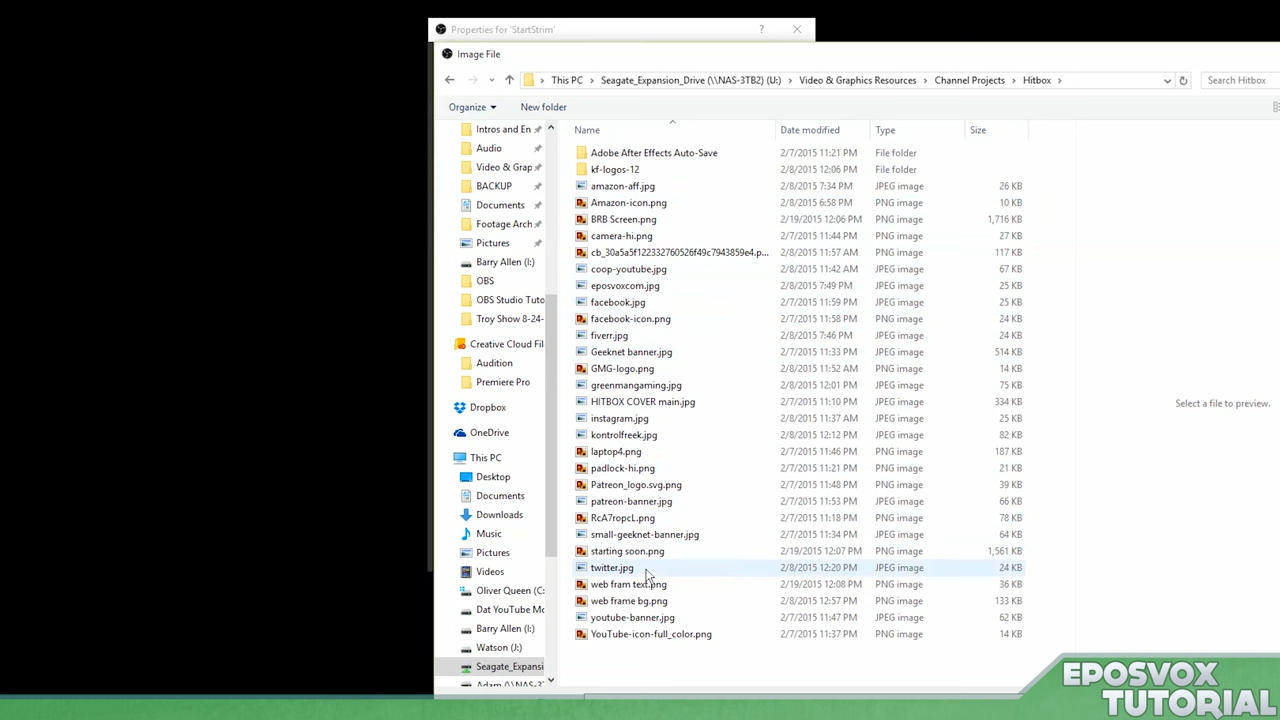 Properties for 'StartStrim'
Image File
This PC Seagate_Expansion_Drive (\\NAS-3TB2) (U:) Video & Graphics Resources Channel Projects Hitbox
Search Hitbox
Organize New folder
Intros and En
Audio
Video & Grap
BACKUP
Documents
Footage Arch
Pictures
Barry Allen (I:)
OBS
OBS Studio Tuto
Troy Show 8-24-
Creative Cloud Fil
Audition
Premiere Pro
Dropbox
OneDrive
This PC
Desktop
Documents
Downloads
Music
Pictures
Videos
Oliver Queen (C:
Dat YouTube Mo
Barry Allen (I:)
Watson (J:)
Seagate_Expansi
Name Date modified Type Size
Adobe After Effects Auto-Save 2/7/2015 11:21 PM File folder
kf-logos-12 2/8/2015 12:06 PM File folder
amazon-aff.jpg 2/8/2015 7:34 PM JPEG image 26 KB
Amazon-icon.png 2/8/2015 6:58 PM PNG image 10 KB
BRB Screen.png 2/19/2015 12:06 PM PNG image 1,716 KB
camera-hi.png 2/7/2015 11:44 PM PNG image 27 KB
cb_30a5a5f122332760526f49c7943859e4.p... 2/8/2015 11:57 AM PNG image 117 KB
coop-youtube.jpg 2/8/2015 11:42 AM JPEG image 67 KB
eposvoxcom.jpg 2/8/2015 7:49 PM JPEG image 25 KB
facebook.jpg 2/7/2015 11:59 PM JPEG image 25 KB
facebook-icon.png 2/7/2015 11:58 PM PNG image 24 KB
fiverr.jpg 2/8/2015 7:46 PM JPEG image 24 KB
Geeknet banner.jpg 2/7/2015 11:33 PM JPEG image 514 KB
GMG-logo.png 2/8/2015 11:52 AM PNG image 14 KB
greenmangaming.jpg 2/8/2015 12:01 PM JPEG image 75 KB
HITBOX COVER main.jpg 2/7/2015 11:10 PM JPEG image 334 KB
instagram.jpg 2/8/2015 11:37 AM JPEG image 25 KB
kontrolfreek.jpg 2/8/2015 12:12 PM JPEG image 82 KB
laptop4.png 2/7/2015 11:46 PM JPEG image 187 KB
padlock-hi.png 2/7/2015 11:21 PM PNG image 21 KB
Patreon_logo.svg.png 2/7/2015 11:48 PM PNG image 39 KB
patreon-banner.jpg 2/7/2015 11:53 PM JPEG image 66 KB
RcA7ropcL.png 2/7/2015 11:18 PM PNG image 78 KB
small-geeknet-banner.jpg 2/7/2015 11:34 PM JPEG image 64 KB
starting soon.png 2/19/2015 12:07 PM PNG image 1,561 KB
twitter.jpg 2/8/2015 12:20 PM JPEG image 24 KB
web fram text.png 2/19/2015 12:08 PM PNG image 36 KB
web frame bg.png 2/8/2015 12:57 PM PNG image 133 KB
youtube-banner.jpg 2/7/2015 11:47 PM JPEG image 62 KB
YouTube-icon-full_color.png 2/7/2015 11:37 PM PNG image 14 KB
Select a file to preview.
EPOSVOX
TUTORIAL